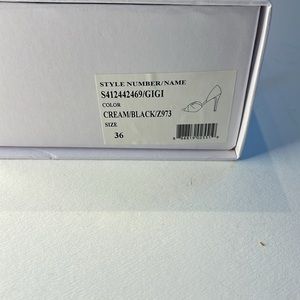 STYLE NUMBER/NAME
S412442469/GIGI
COLOR
CREAM/BLACK/Z973
SIZE
36